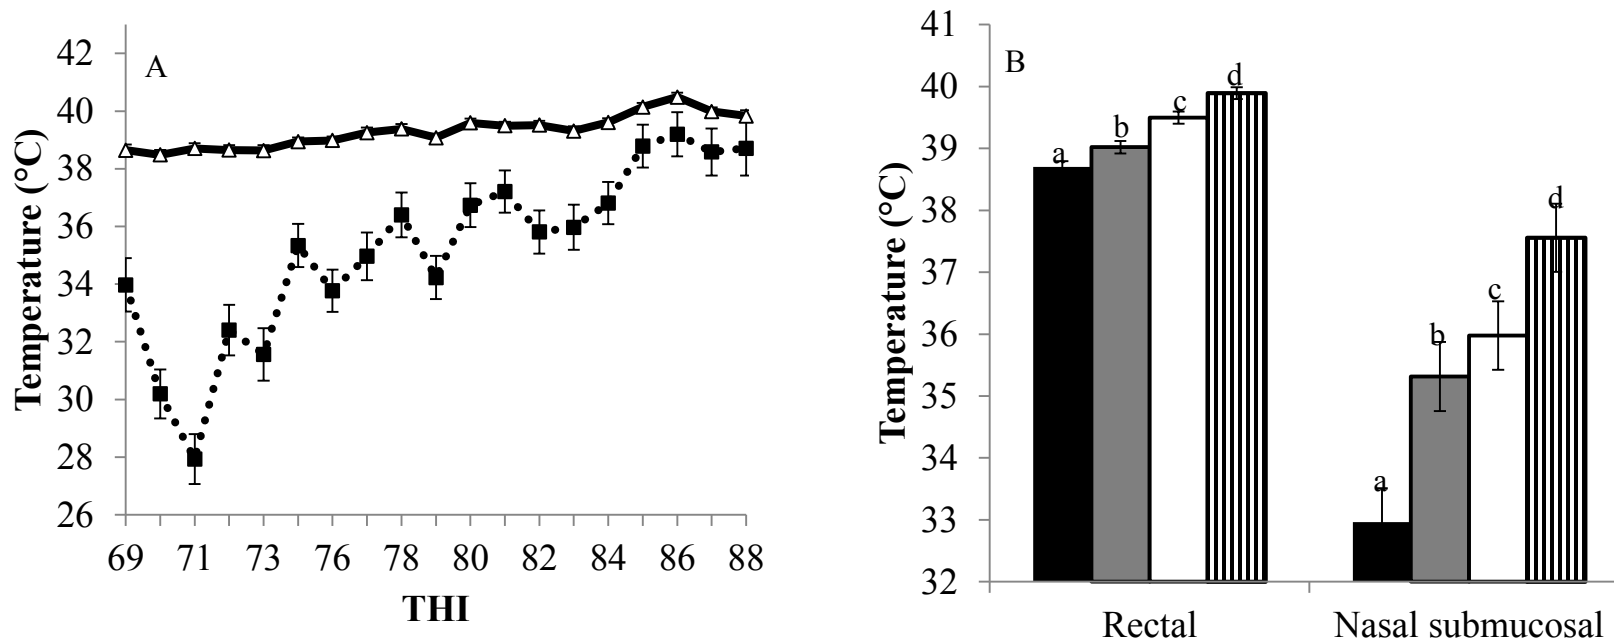 A
Temperature (°C)
42
40
38
36
34
32
30
28
26
69 71 73 76 78 80 82 84 86 88
THI
B
Temperature (°C)
41
40
39
38
37
36
35
34
33
32
a b c d
a b c d
Rectal Nasal submucosal